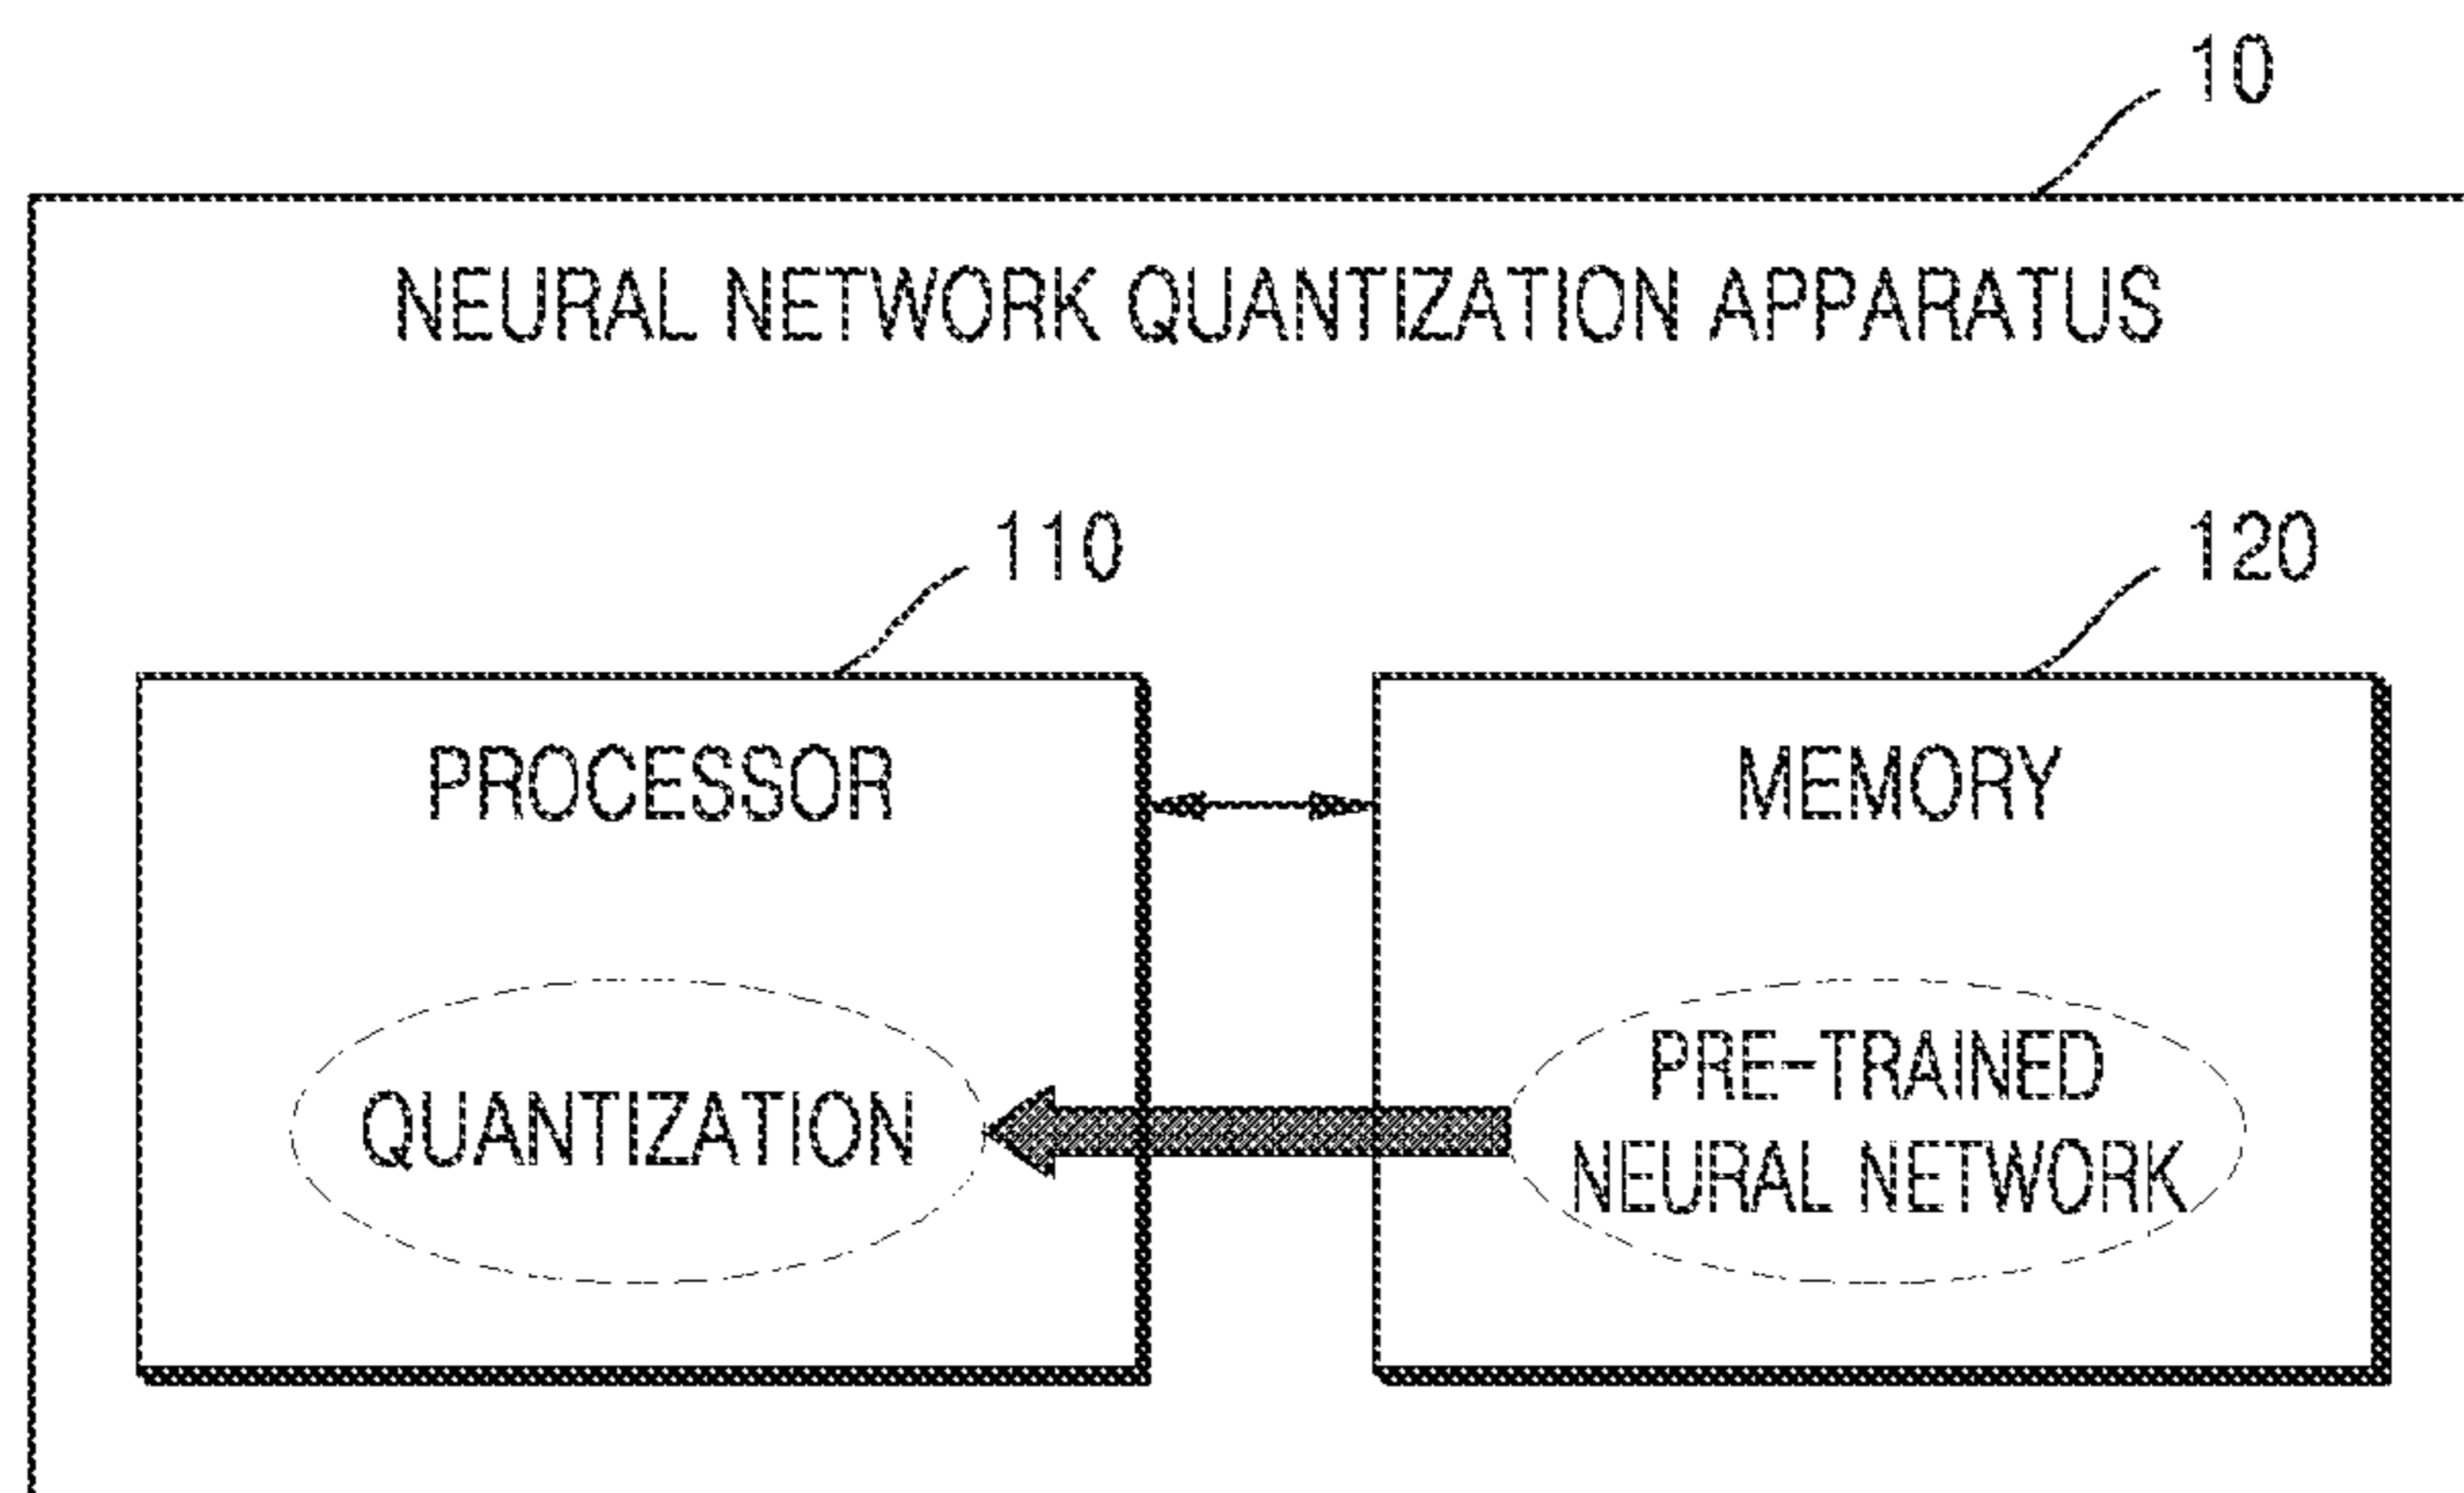 10
NEURAL NETWORK QUANTIZATION APPARATUS
110
120
PROCESSOR
MEMORY
QUANTIZATION
PRE-TRAINED
NEURAL NETWORK